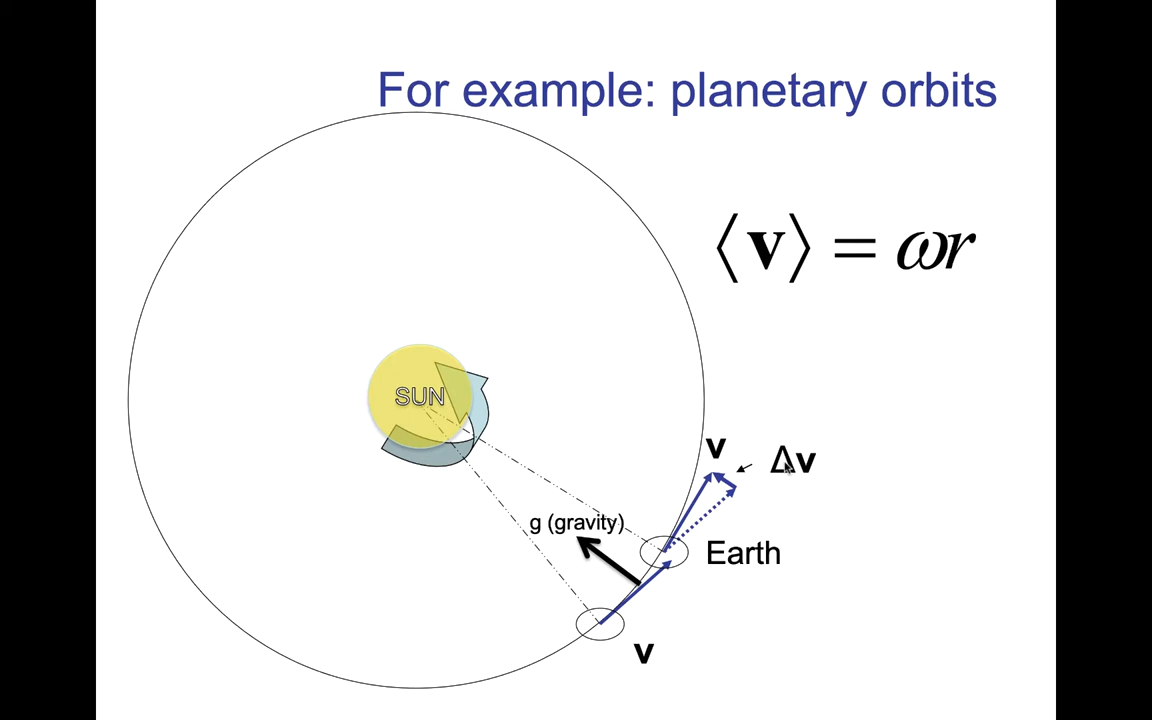 For example: planetary orbits
⟨v⟩ = ωr
SUN
v
Δv
g (gravity)
Earth
v